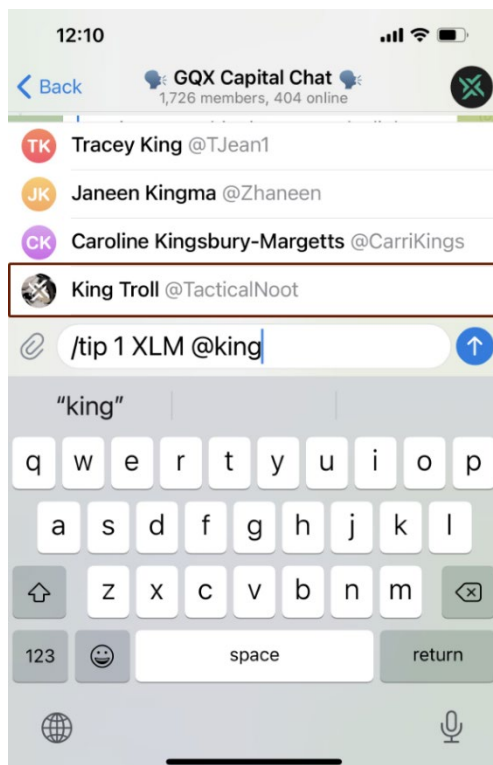 12:10
Back
🗣️ GQX Capital Chat 🗣️
1,726 members, 404 online
TK Tracey King @TJean1
JK Janeen Kingma @Zhaneen
CK Caroline Kingsbury-Margetts @CarriKings
King Troll @TacticalNoot
/tip 1 XLM @king
“king”
q w e r t y u i o p
a s d f g h j k l
z x c v b n m
123 space return